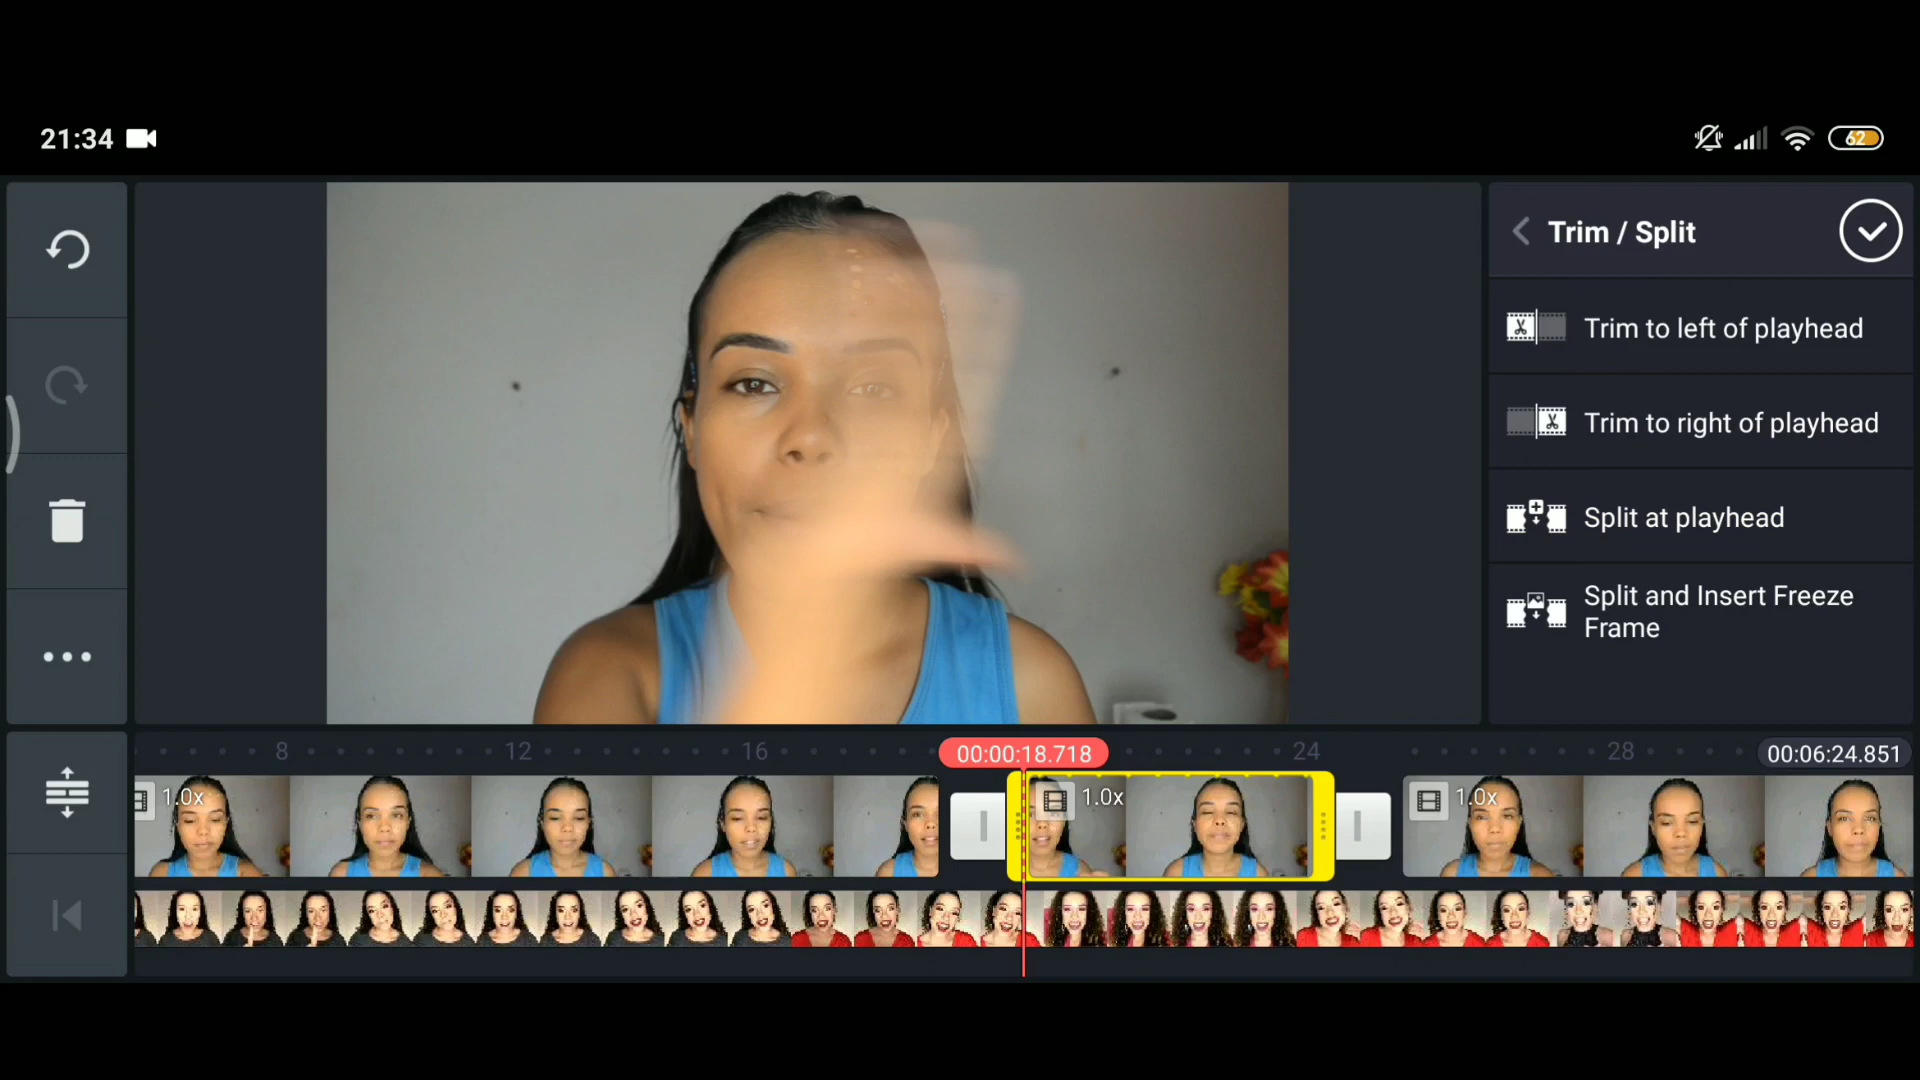 21:34
62
Trim / Split
Trim to left of playhead
Trim to right of playhead
Split at playhead
Split and Insert Freeze
Frame
8
12
16
00:00:18.718
24
28
00:06:24.851
1.0x
1.0x
1.0x